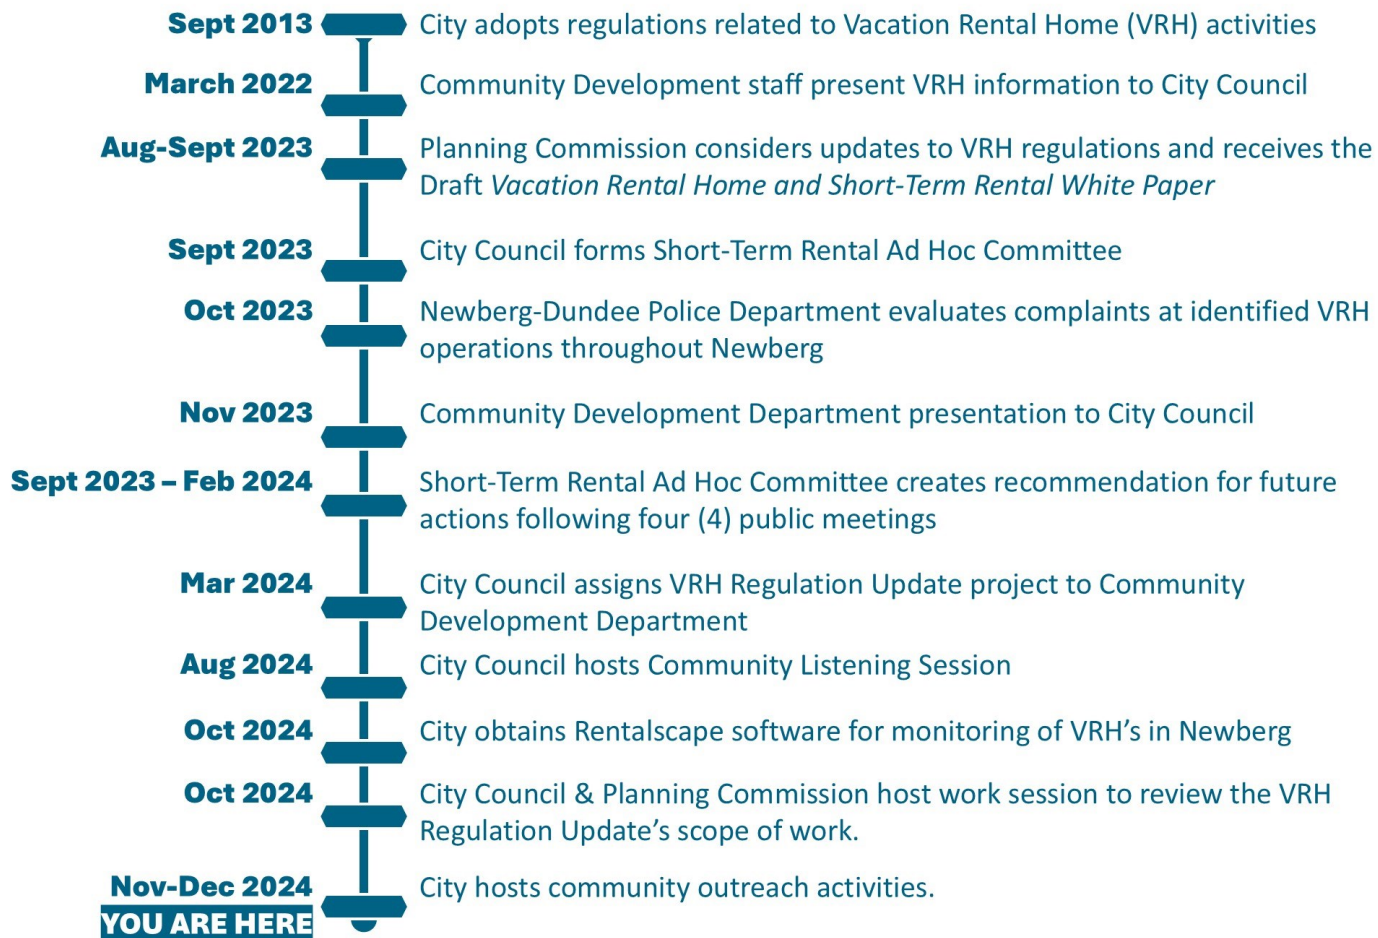 Sept 2013 City adopts regulations related to Vacation Rental Home (VRH) activities
March 2022 Community Development staff present VRH information to City Council
Aug-Sept 2023 Planning Commission considers updates to VRH regulations and receives the
Draft Vacation Rental Home and Short-Term Rental White Paper
Sept 2023 City Council forms Short-Term Rental Ad Hoc Committee
Oct 2023 Newberg-Dundee Police Department evaluates complaints at identified VRH
operations throughout Newberg
Nov 2023 Community Development Department presentation to City Council
Sept 2023 – Feb 2024 Short-Term Rental Ad Hoc Committee creates recommendation for future
actions following four (4) public meetings
Mar 2024 City Council assigns VRH Regulation Update project to Community
Development Department
Aug 2024 City Council hosts Community Listening Session
Oct 2024 City obtains Rentalscape software for monitoring of VRH's in Newberg
Oct 2024 City Council & Planning Commission host work session to review the VRH
Regulation Update's scope of work.
Nov-Dec 2024 City hosts community outreach activities.
YOU ARE HERE